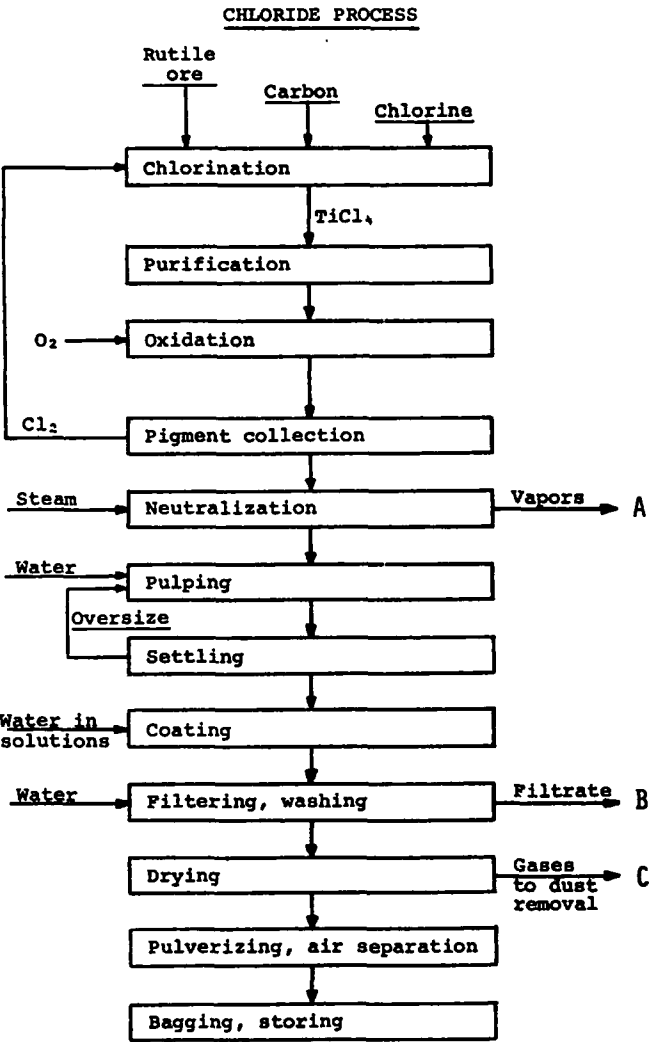 CHLORIDE PROCESS
Rutile
ore
Carbon
Chlorine
Chlorination
TiCl₄
Purification
O₂
Oxidation
Cl₂
Pigment collection
Steam
Neutralization
Vapors
A
Water
Pulping
Oversize
Settling
Water in
solutions
Coating
Water
Filtering, washing
Filtrate
B
Drying
Gases
to dust
removal
C
Pulverizing, air separation
Bagging, storing